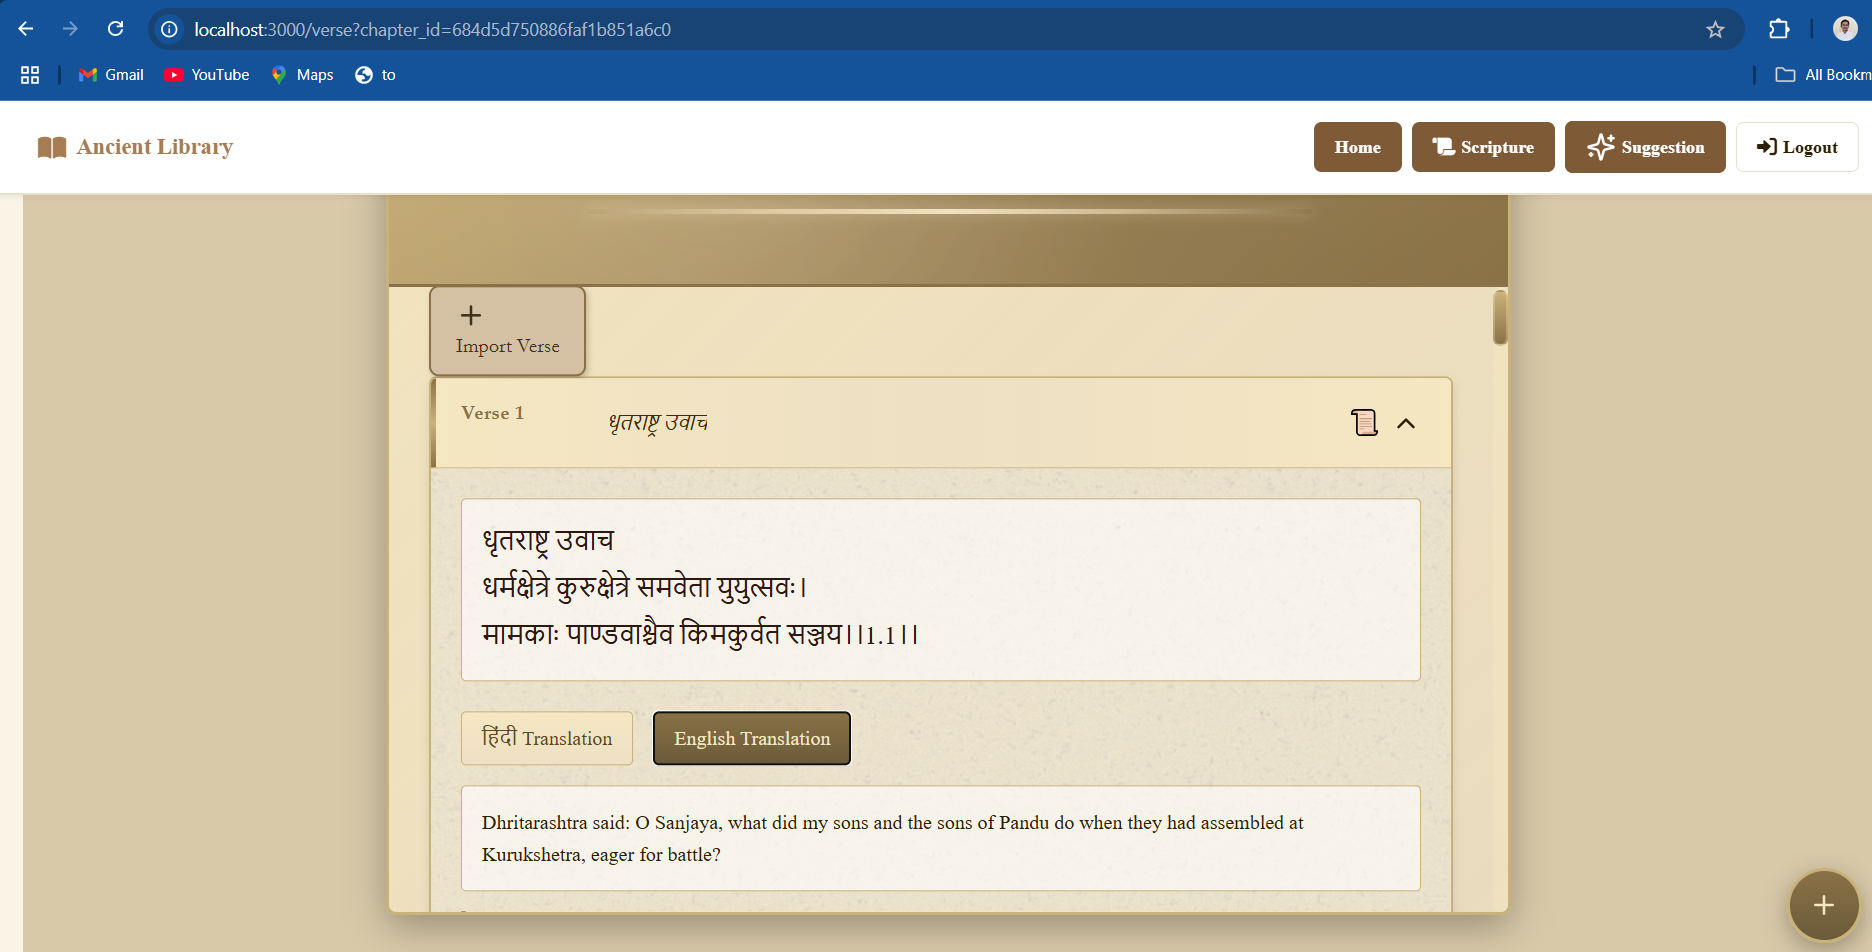 localhost:3000/verse?chapter_id=684d5d750886faf1b851a6c0
Gmail YouTube Maps to All Bookm
Ancient Library Home Scripture Suggestion Logout
Import Verse
Verse 1 धृतराष्ट्र उवाच
धृतराष्ट्र उवाच
धर्मक्षेत्रे कुरुक्षेत्रे समवेता युयुत्सवः।
मामकाः पाण्डवाश्चैव किमकुर्वत सञ्जय।।1.1।।
हिंदी Translation English Translation
Dhritarashtra said: O Sanjaya, what did my sons and the sons of Pandu do when they had assembled at
Kurukshetra, eager for battle?